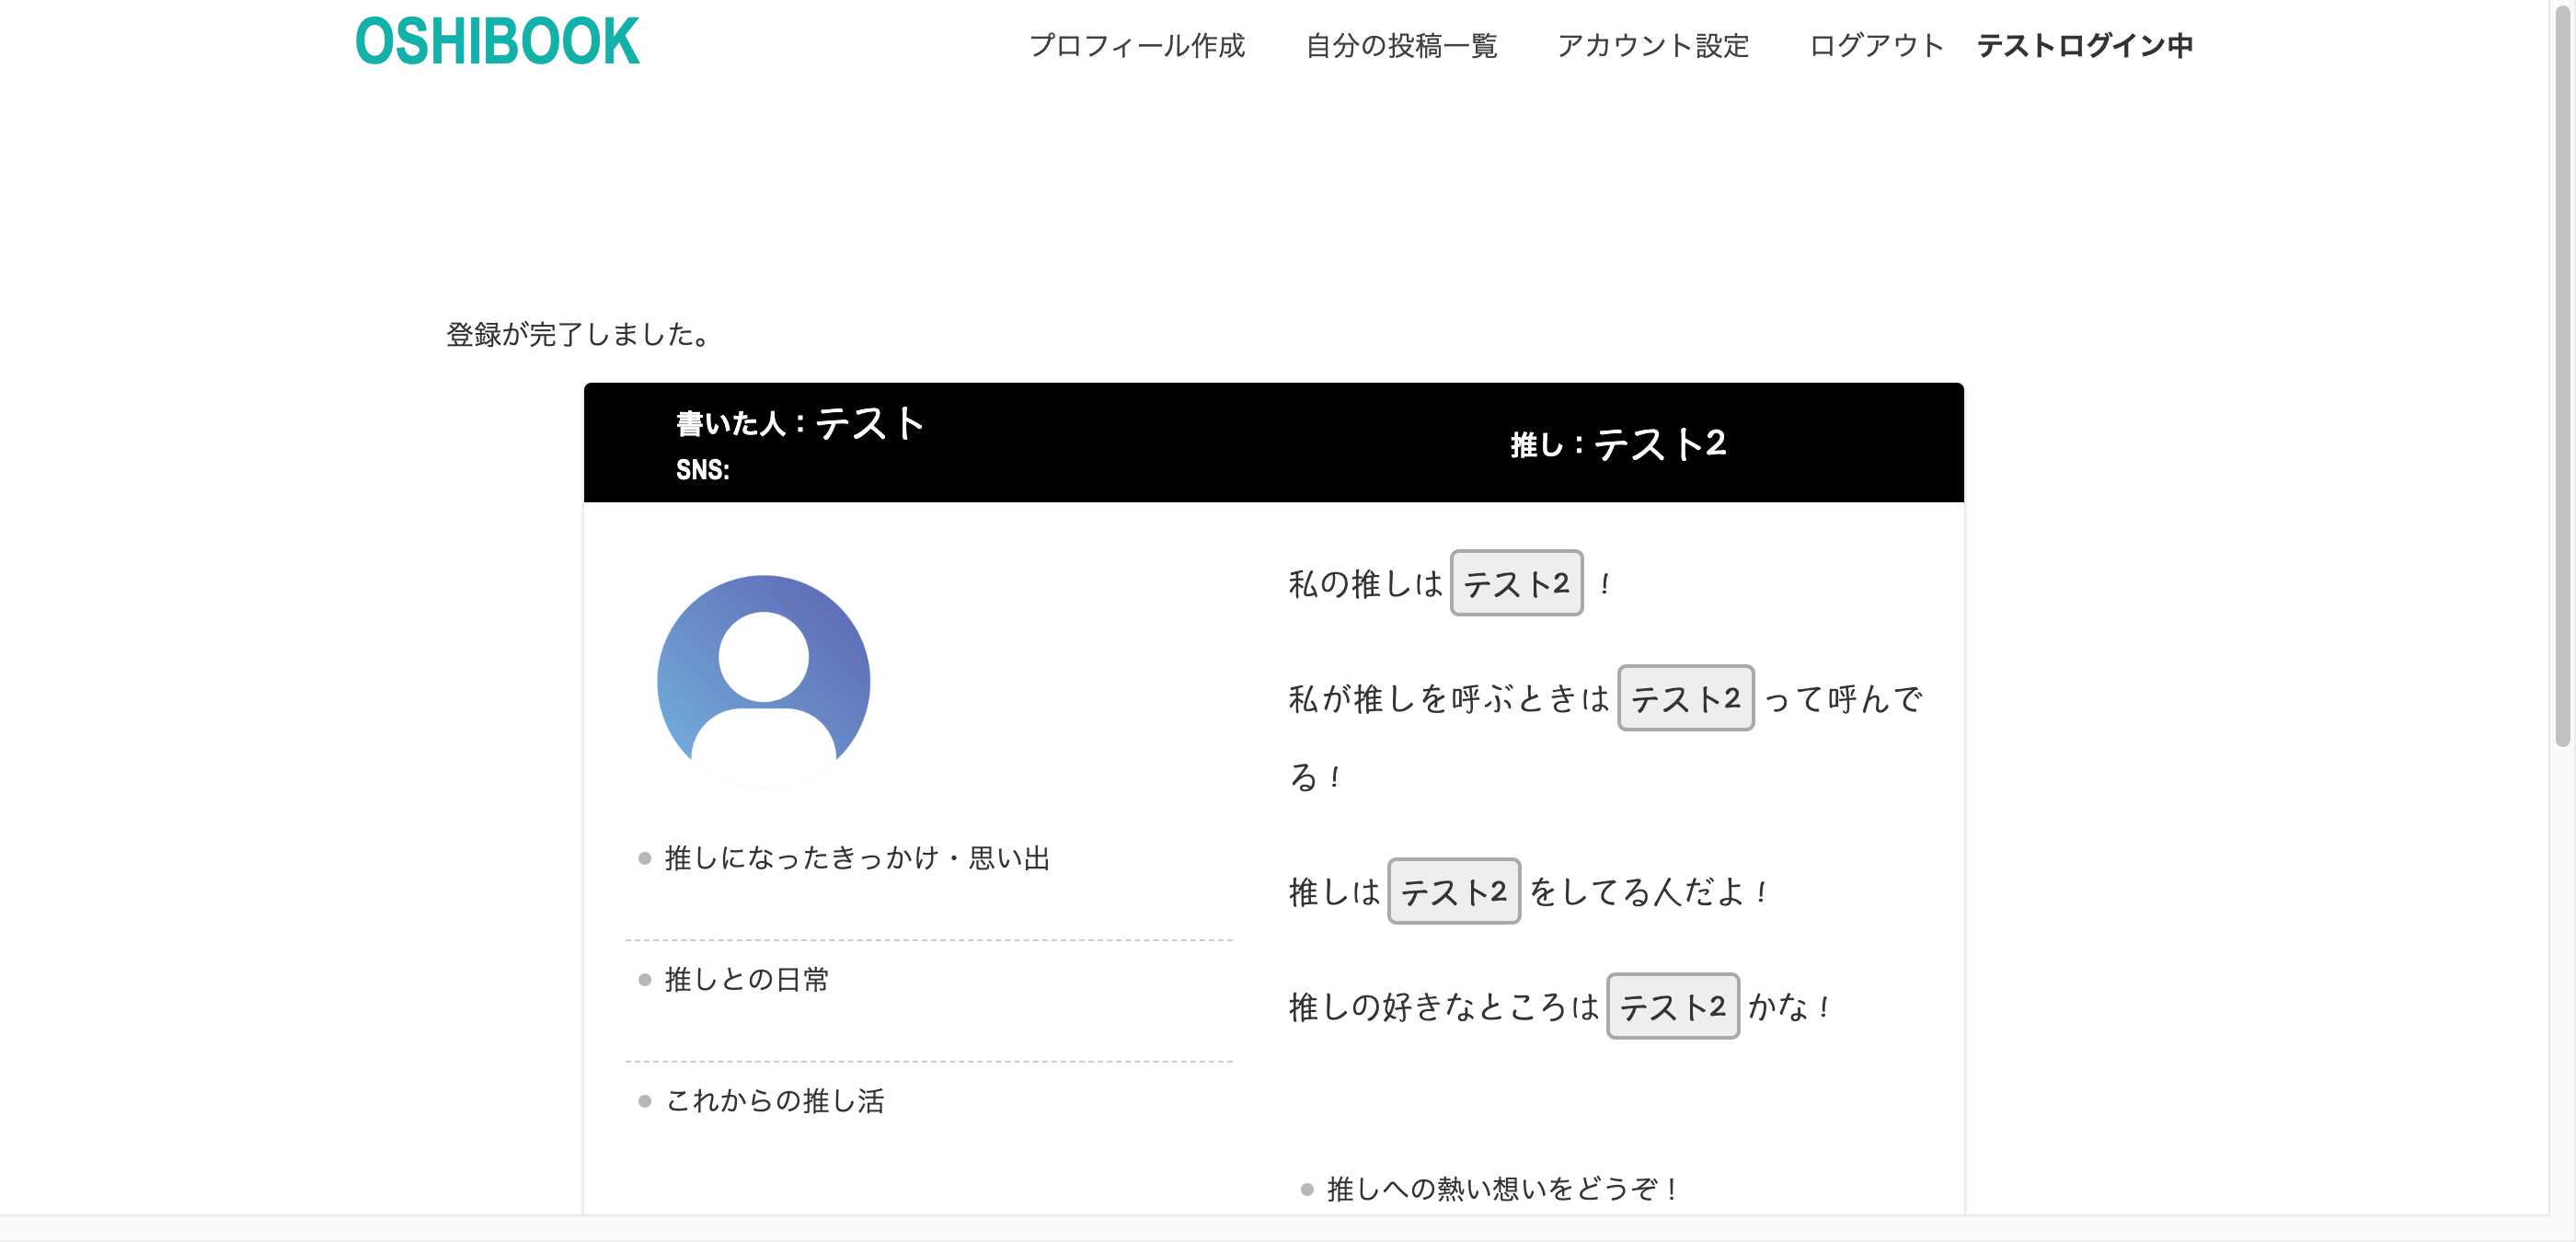 OSHIBOOK
プロフィール作成 自分の投稿一覧 アカウント設定 ログアウト テストログイン中
登録が完了しました。
書いた人：テスト
SNS:
推し：テスト2
推しになったきっかけ・思い出
推しとの日常
これからの推し活
私の推しは テスト2 ！
私が推しを呼ぶときは テスト2 って呼んで
る！
推しは テスト2 をしてる人だよ！
推しの好きなところは テスト2 かな！
推しへの熱い想いをどうぞ！